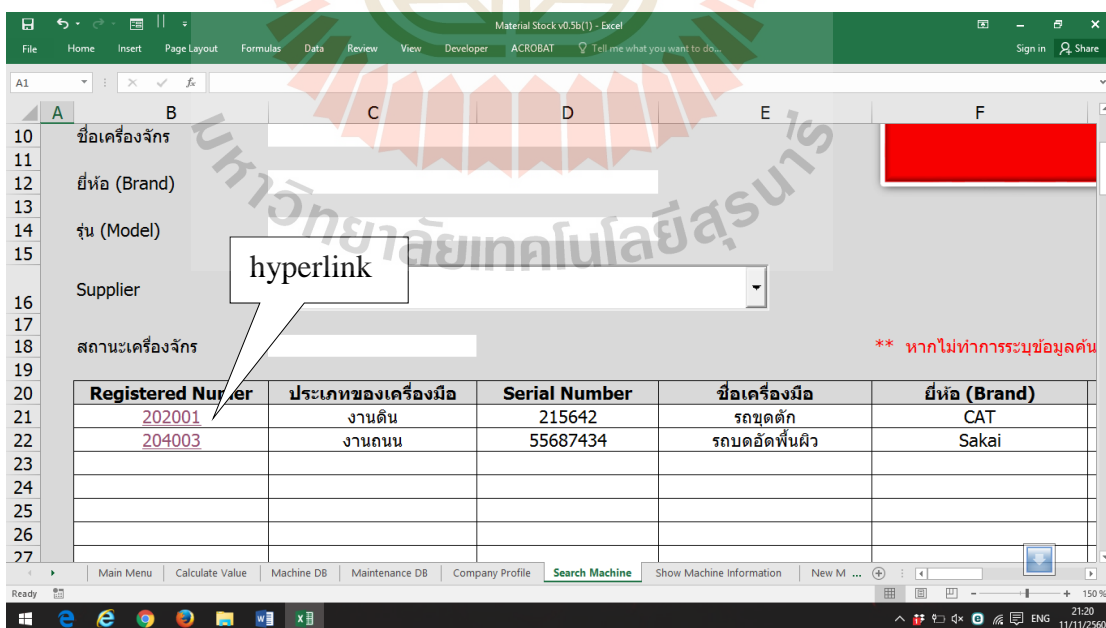 Material Stock v0.5b(1) - Excel
File Home Insert Page Layout Formulas Data Review View Developer ACROBAT Tell me what you want to do... Sign in Share
A1 fx
A B C D E F
10 ชื่อเครื่องจักร
11
12 ยี่ห้อ (Brand)
13
14 รุ่น (Model)
15
hyperlink
16 Supplier
17
18 สถานะเครื่องจักร ** หากไม่ทำการระบุข้อมูลค้น
19
20 Registered Numer ประเภทของเครื่องมือ Serial Number ชื่อเครื่องมือ ยี่ห้อ (Brand)
21 202001 งานดิน 215642 รถขุดตัก CAT
22 204003 งานถนน 55687434 รถบดอัดพื้นผิว Sakai
23
24
25
26
27
มหาวิทยาลัยเทคโนโลยีสุรนาร
Main Menu Calculate Value Machine DB Maintenance DB Company Profile Search Machine Show Machine Information New M ...
Ready 150 %
ENG 21:20
11/11/2560